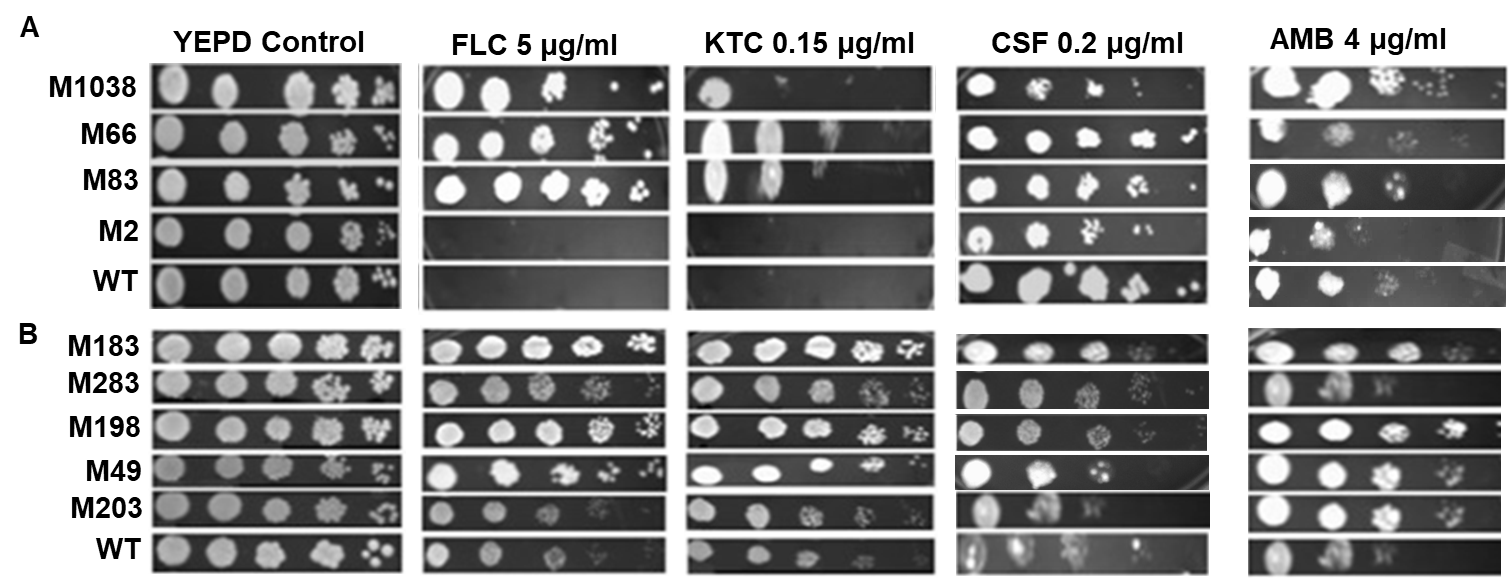 A
YEPD Control FLC 5 µg/ml KTC 0.15 µg/ml CSF 0.2 µg/ml AMB 4 µg/ml
M1038
M66
M83
M2
WT
B
M183
M283
M198
M49
M203
WT